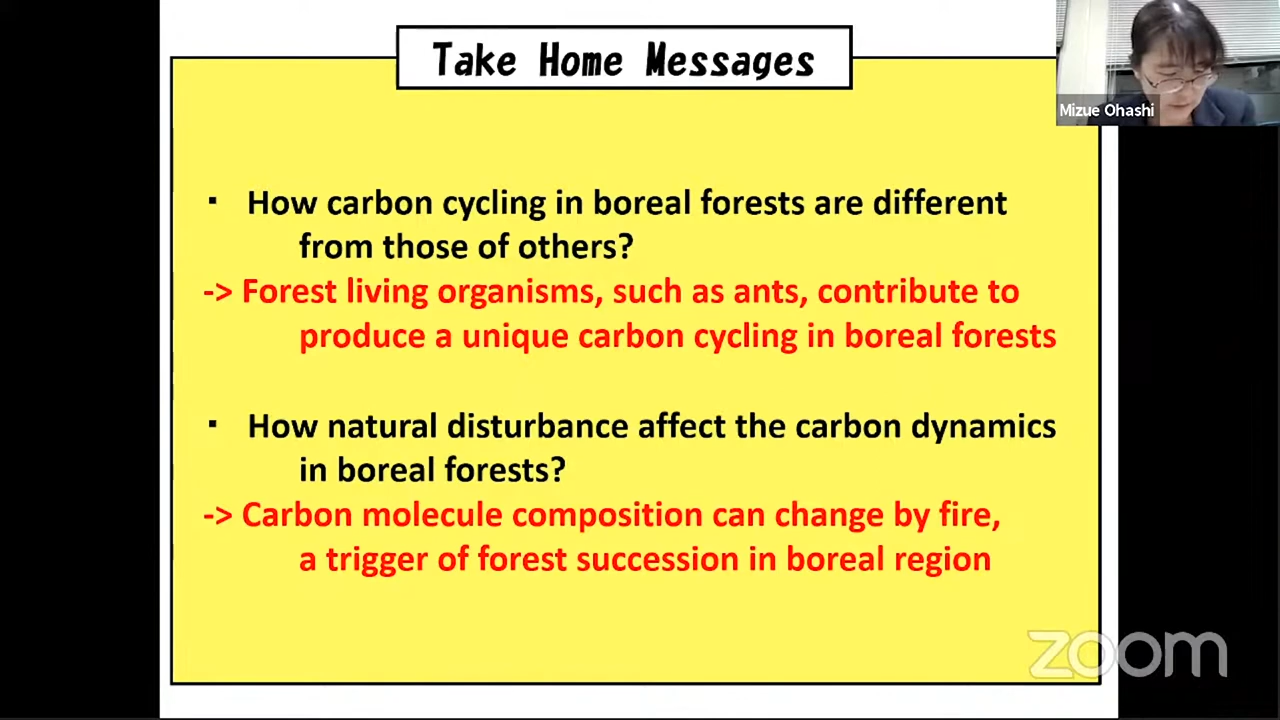 Take Home Messages
Mizue Ohashi
▪ How carbon cycling in boreal forests are different
from those of others?
-> Forest living organisms, such as ants, contribute to
produce a unique carbon cycling in boreal forests
▪ How natural disturbance affect the carbon dynamics
in boreal forests?
-> Carbon molecule composition can change by fire,
a trigger of forest succession in boreal region
zoom